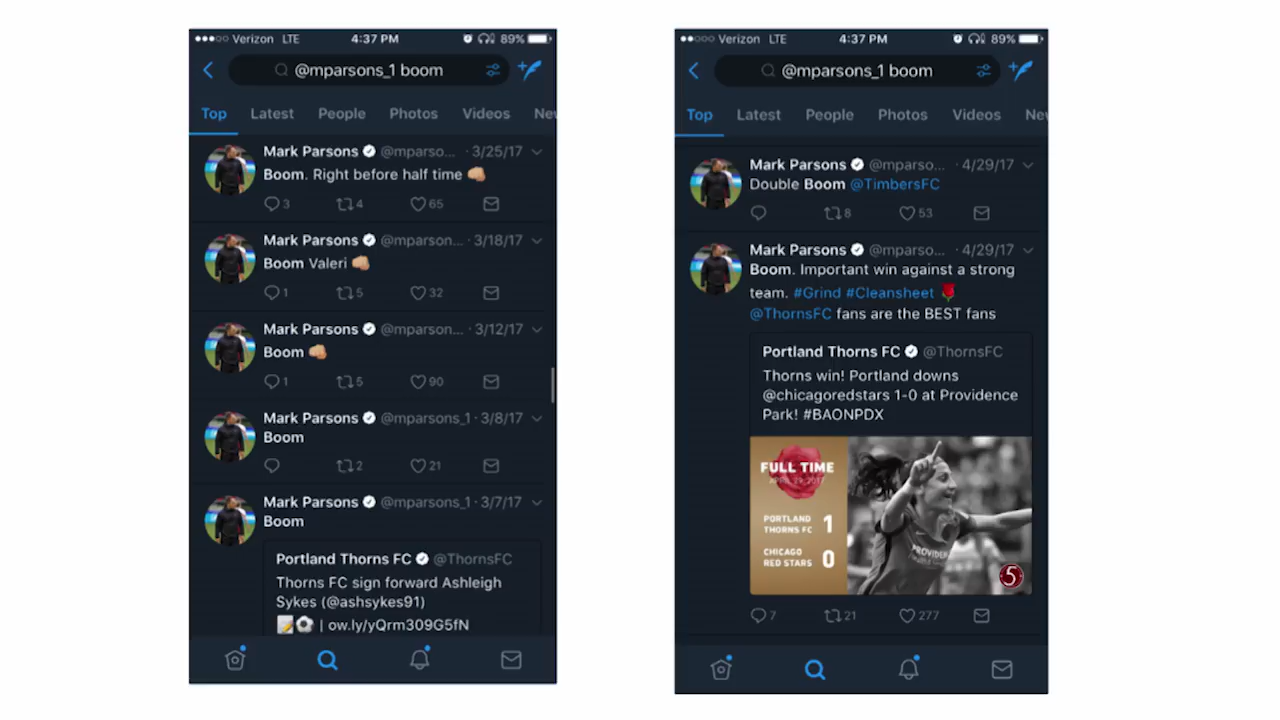 Verizon LTE 4:37 PM 89%
@mparsons_1 boom
Top Latest People Photos Videos Nev
Mark Parsons @mparso... · 3/25/17
Boom. Right before half time 👊🏼
3 4 65
Mark Parsons @mparson... · 3/18/17
Boom Valeri 👊🏼
1 5 32
Mark Parsons @mparson... · 3/12/17
Boom 👊🏼
1 5 90
Mark Parsons @mparsons_1 · 3/8/17
Boom
2 21
Mark Parsons @mparsons_1 · 3/7/17
Boom
Portland Thorns FC @ThornsFC
Thorns FC sign forward Ashleigh
Sykes (@ashsykes91)
📝⚽ | ow.ly/yQrm309G5fN
Verizon LTE 4:37 PM 89%
@mparsons_1 boom
Top Latest People Photos Videos Nev
Mark Parsons @mparso... · 4/29/17
Double Boom @TimbersFC
8 53
Mark Parsons @mparso... · 4/29/17
Boom. Important win against a strong
team. #Grind #Cleansheet 🌹
@ThornsFC fans are the BEST fans
Portland Thorns FC @ThornsFC
Thorns win! Portland downs
@chicagoredstars 1-0 at Providence
Park! #BAONPDX
FULL TIME
APRIL 29, 2017
PORTLAND
THORNS FC 1
CHICAGO
RED STARS 0
PROVIDEN
5
7 21 277